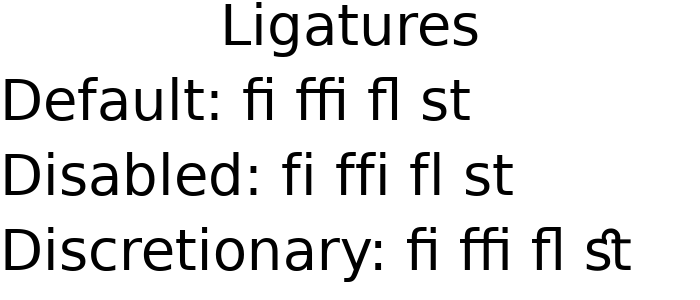 Ligatures
Default: fi ffi fl st
Disabled: fi ffi fl st
Discretionary: fi ffi fl st